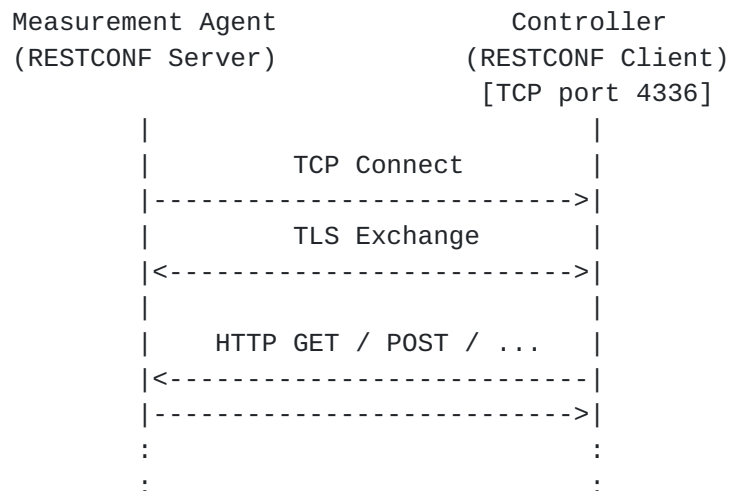 Measurement Agent Controller
(RESTCONF Server) (RESTCONF Client)
[TCP port 4336]
TCP Connect
TLS Exchange
HTTP GET / POST / ...